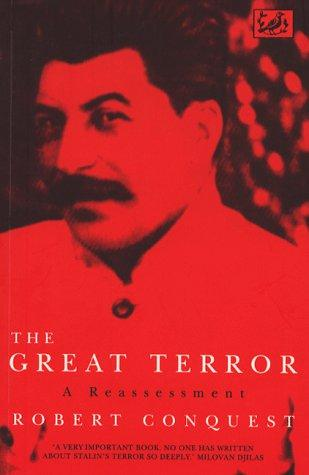 THE
GREAT TERROR
A Reassessment
ROBERT CONQUEST
'A VERY IMPORTANT BOOK. NO ONE HAS WRITTEN
ABOUT STALIN'S TERROR SO DEEPLY.' MILOVAN DJILAS